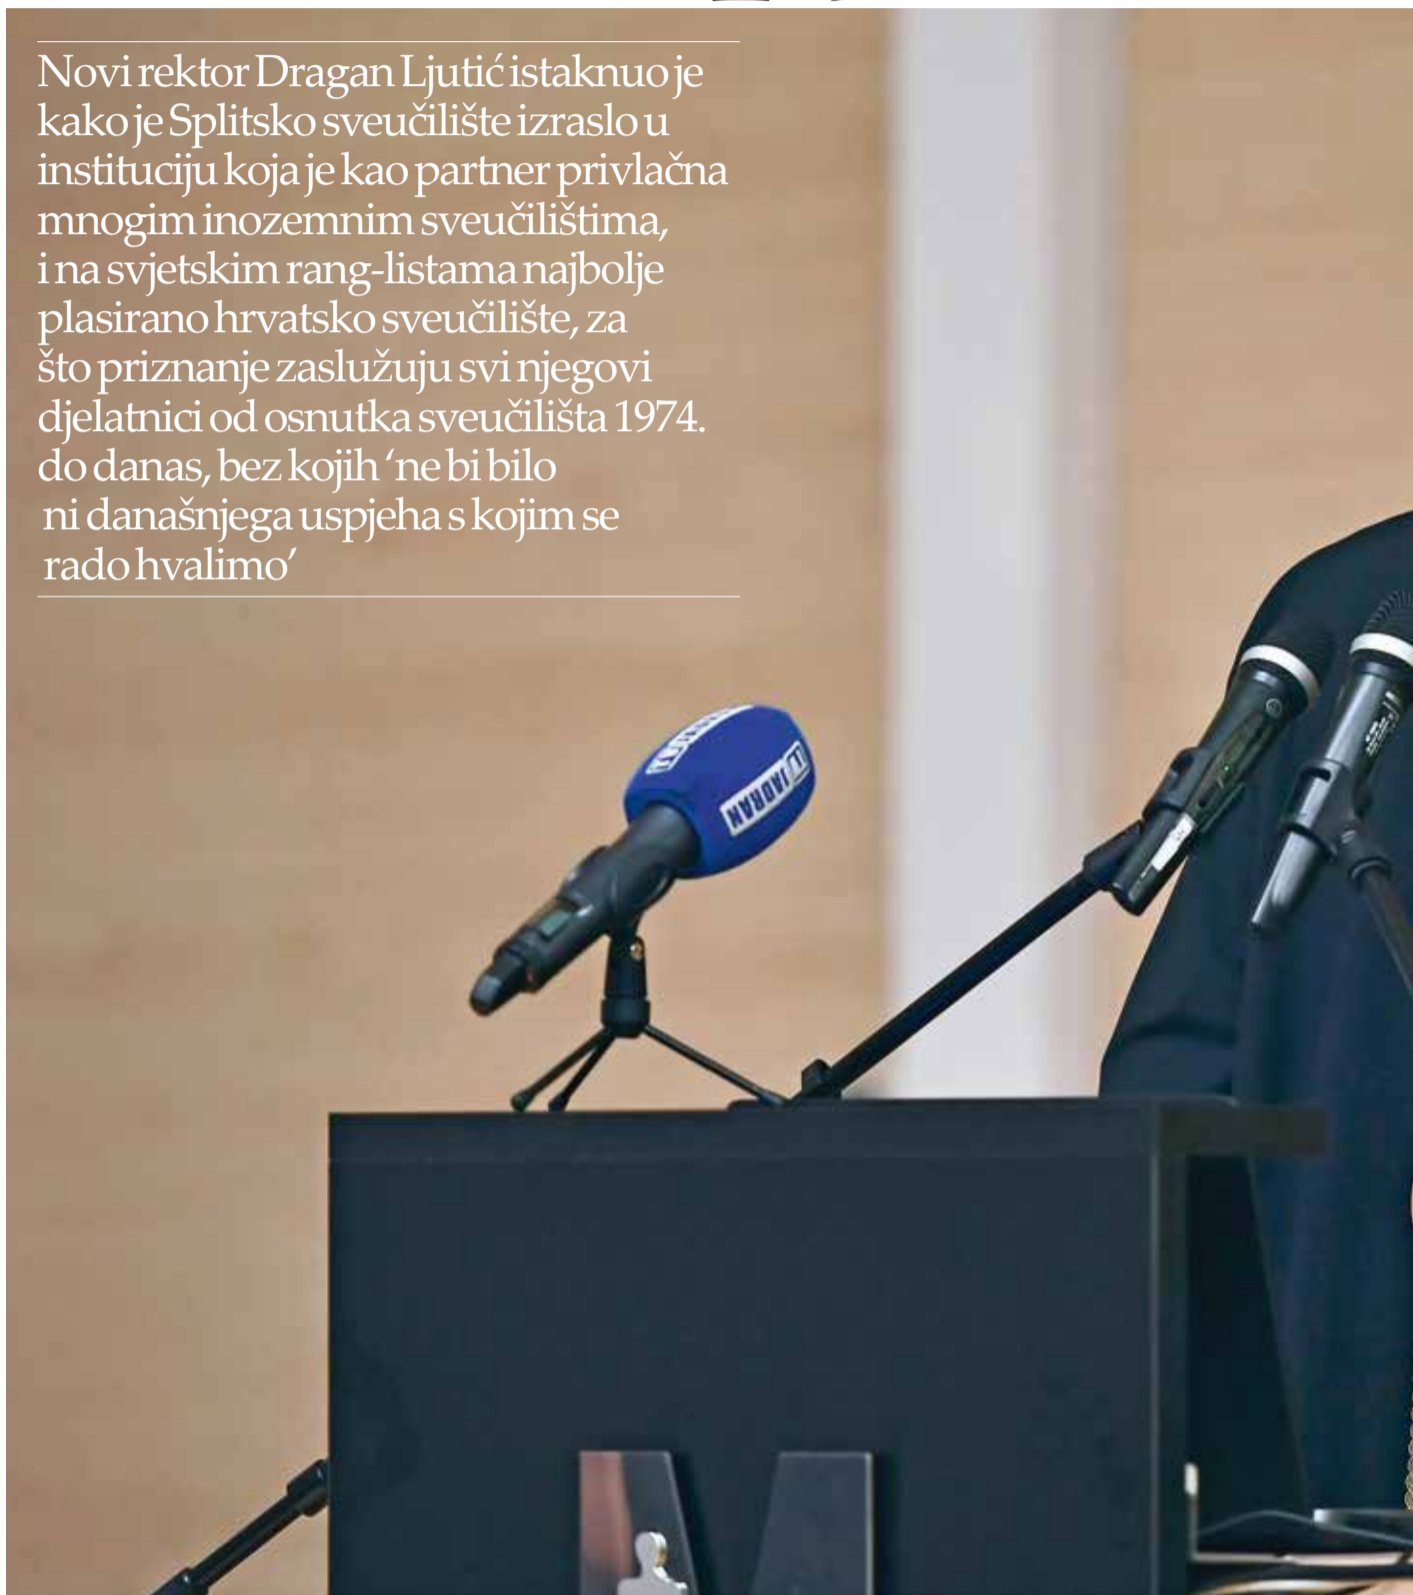 Novi rektor Dragan Ljutić istaknuo je
kako je Splitsko sveučilište izraslo u
instituciju koja je kao partner privlačna
mnogim inozemnim sveučilištima,
i na svjetskim rang-listama najbolje
plasirano hrvatsko sveučilište, za
što priznanje zaslužuju svi njegovi
djelatnici od osnutka sveučilišta 1974.
do danas, bez kojih ‘ne bi bilo
ni današnjega uspjeha s kojim se
rado hvalimo’
JADRAN